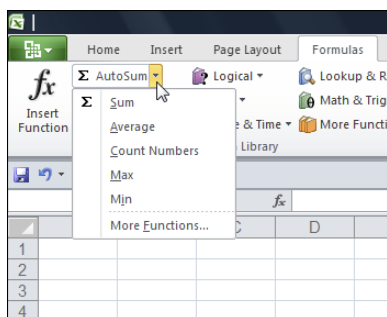 Home Insert Page Layout Formulas
Σ AutoSum Logical Lookup & R
Insert Function
Σ Sum
Math & Trig
Average
& Time More Functi
Count Numbers
Library
Max
Min
fx
More Functions...
D
1
2
3
4